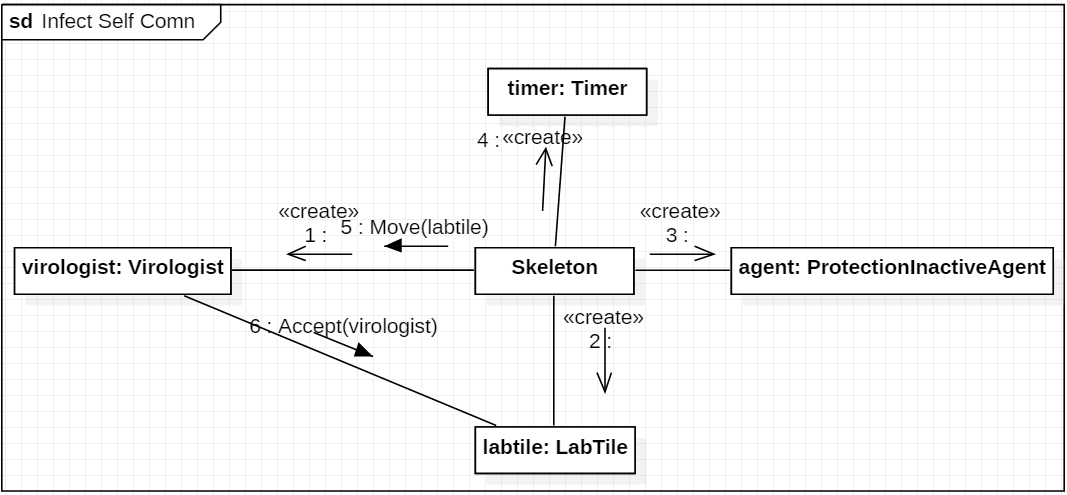 sd Infect Self Comn
timer: Timer
4 : «create»
«create»
1 :
5 : Move(labtile)
«create»
3 :
virologist: Virologist
Skeleton
agent: ProtectionInactiveAgent
6 : Accept(virologist)
«create»
2 :
labtile: LabTile